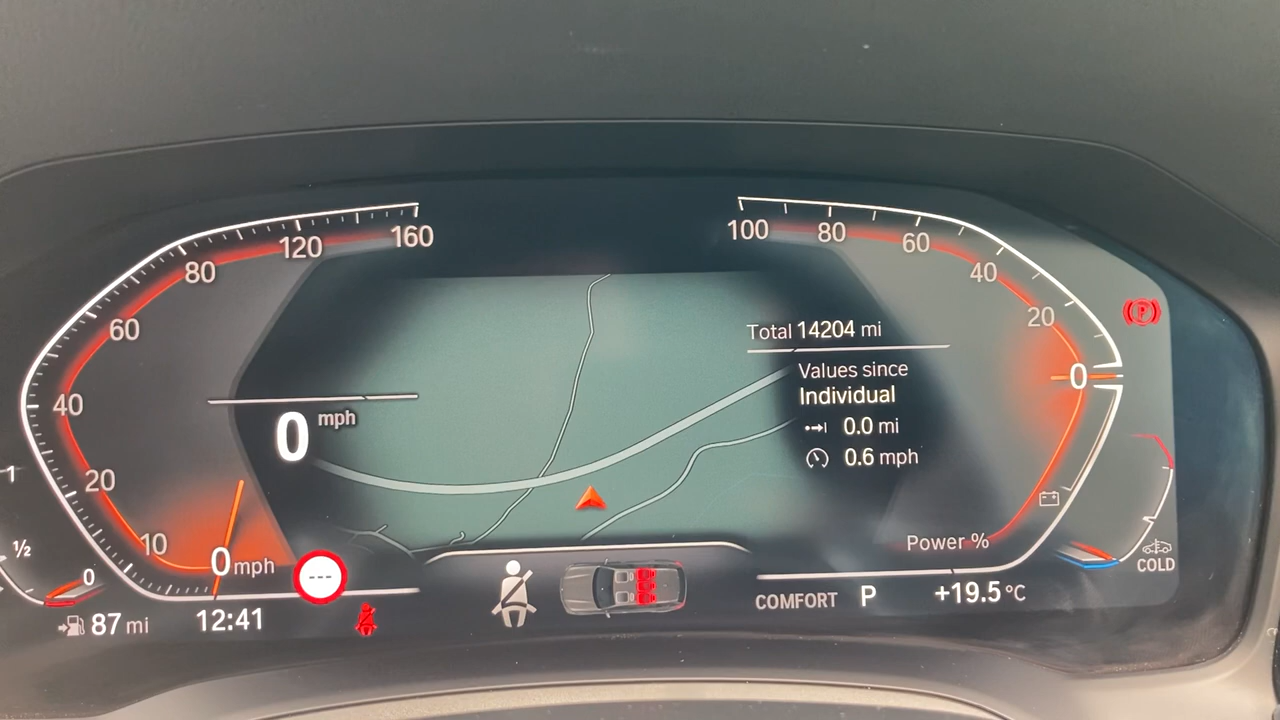 160
120
80
60
40
20
10
0 mph
0 mph
1
½
0
87 mi
12:41
---
100
80
60
40
20
0
Power %
Total 14204 mi
Values since
Individual
0.0 mi
0.6 mph
P
COLD
COMFORT P +19.5 °C